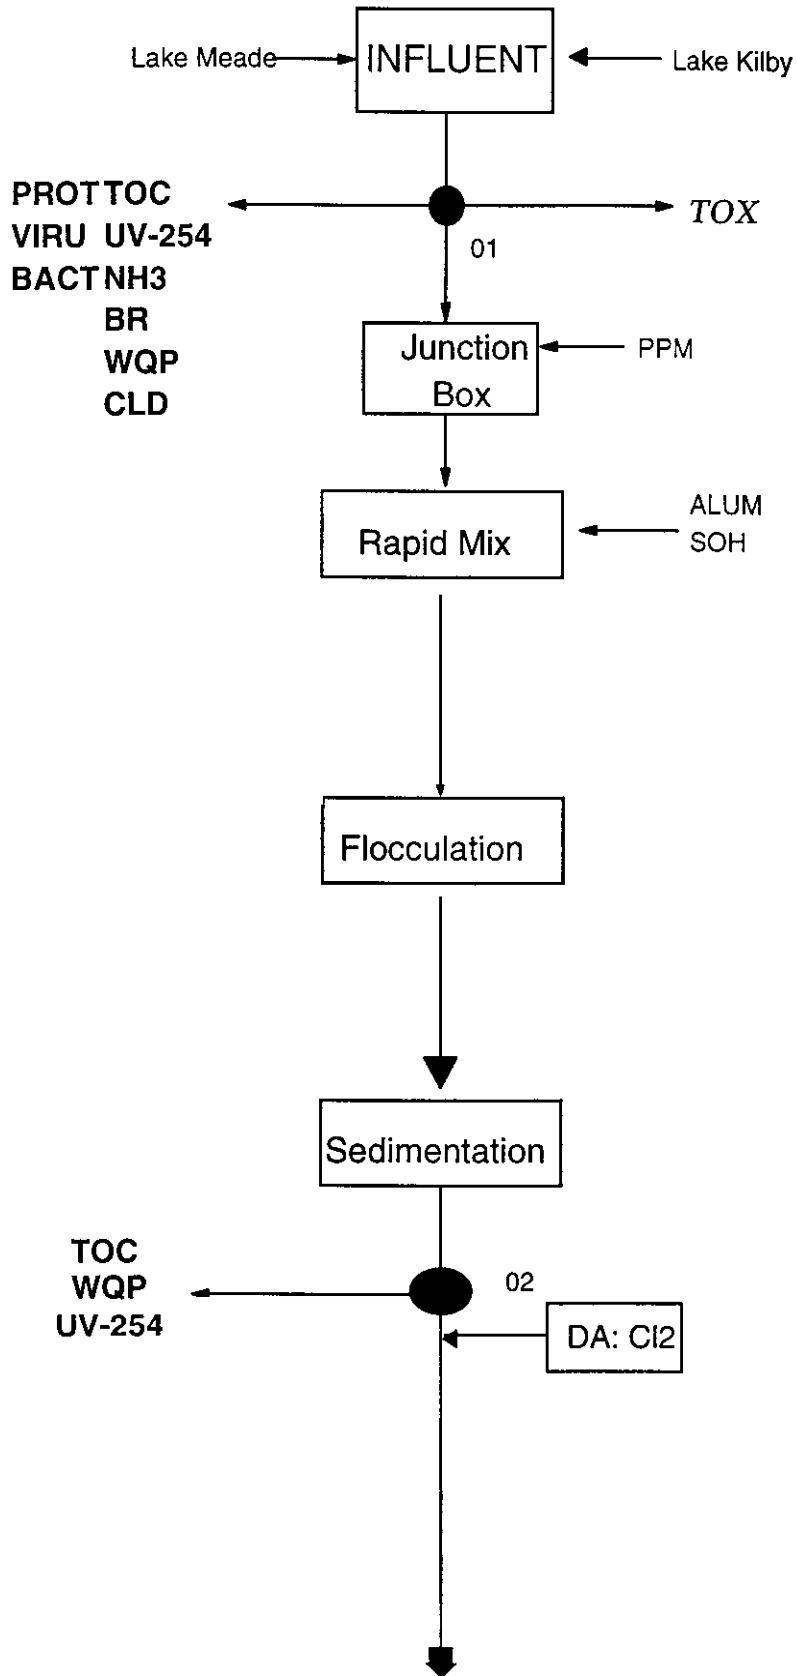 Lake Meade
INFLUENT
Lake Kilby
PROT TOC
VIRU UV-254
BACT NH3
BR
WQP
CLD
TOX
01
Junction
Box
PPM
Rapid Mix
ALUM
SOH
Flocculation
Sedimentation
TOC
WQP
UV-254
02
DA: Cl2